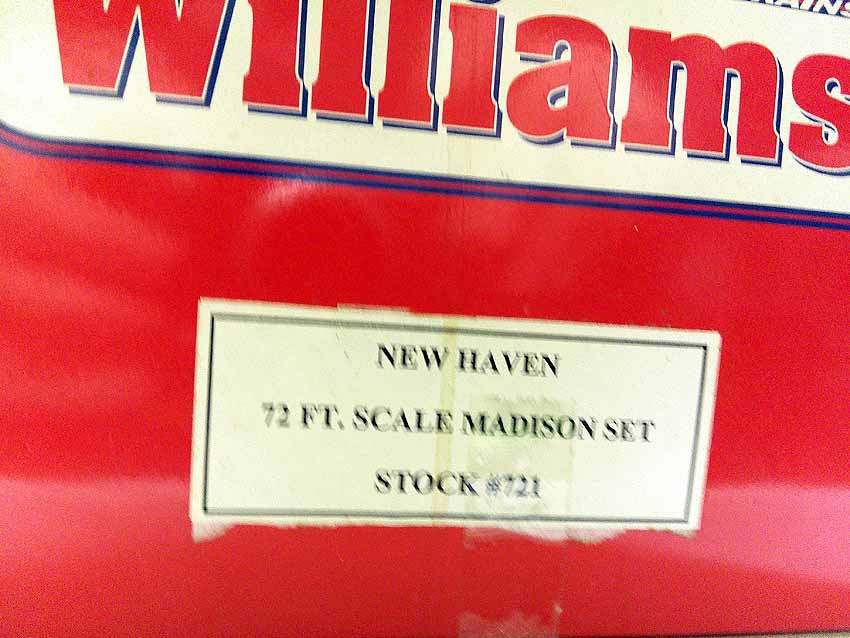 Williams
NEW HAVEN
72 FT. SCALE MADISON SET
STOCK #721